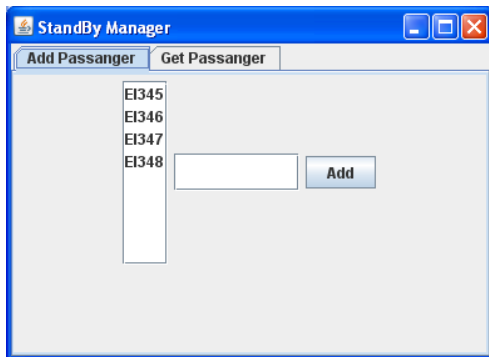 StandBy Manager
Add Passanger Get Passanger
EI345
EI346
EI347
EI348
Add